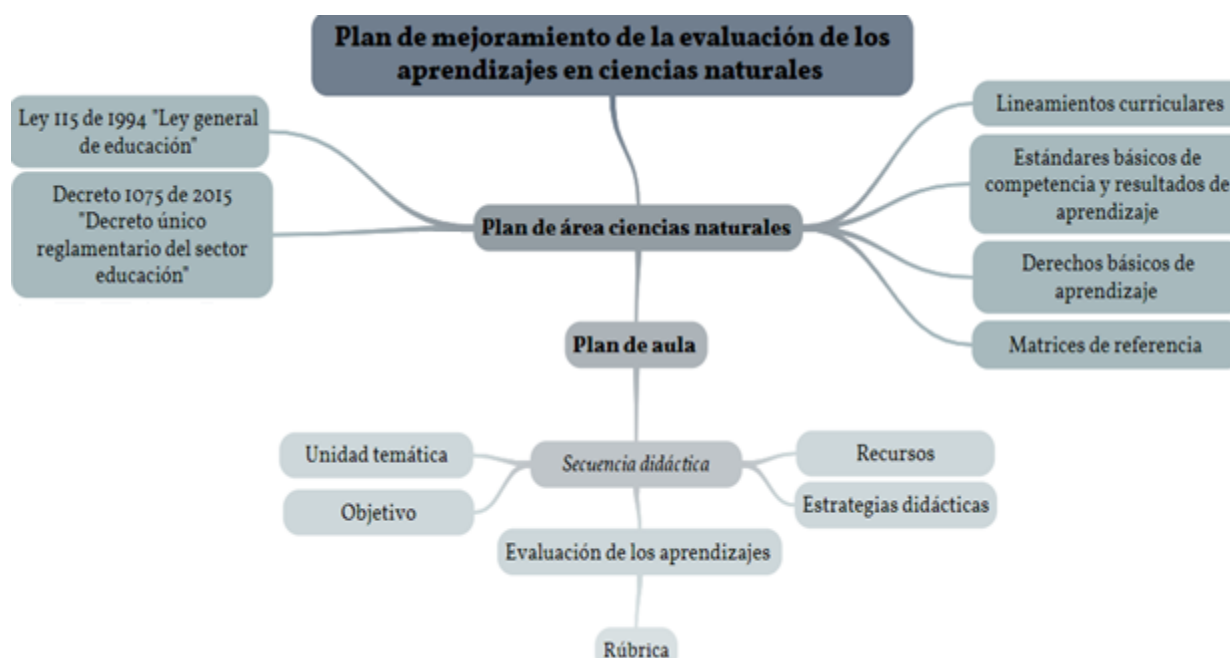 Plan de mejoramiento de la evaluación de los
aprendizajes en ciencias naturales
Ley 115 de 1994 "Ley general
de educación"
Decreto 1075 de 2015
"Decreto único
reglamentario del sector
educación"
Plan de área ciencias naturales
Lineamientos curriculares
Estándares básicos de
competencia y resultados de
aprendizaje
Derechos básicos de
aprendizaje
Matrices de referencia
Plan de aula
Unidad temática
Objetivo
Secuencia didáctica
Recursos
Estrategias didácticas
Evaluación de los aprendizajes
Rúbrica